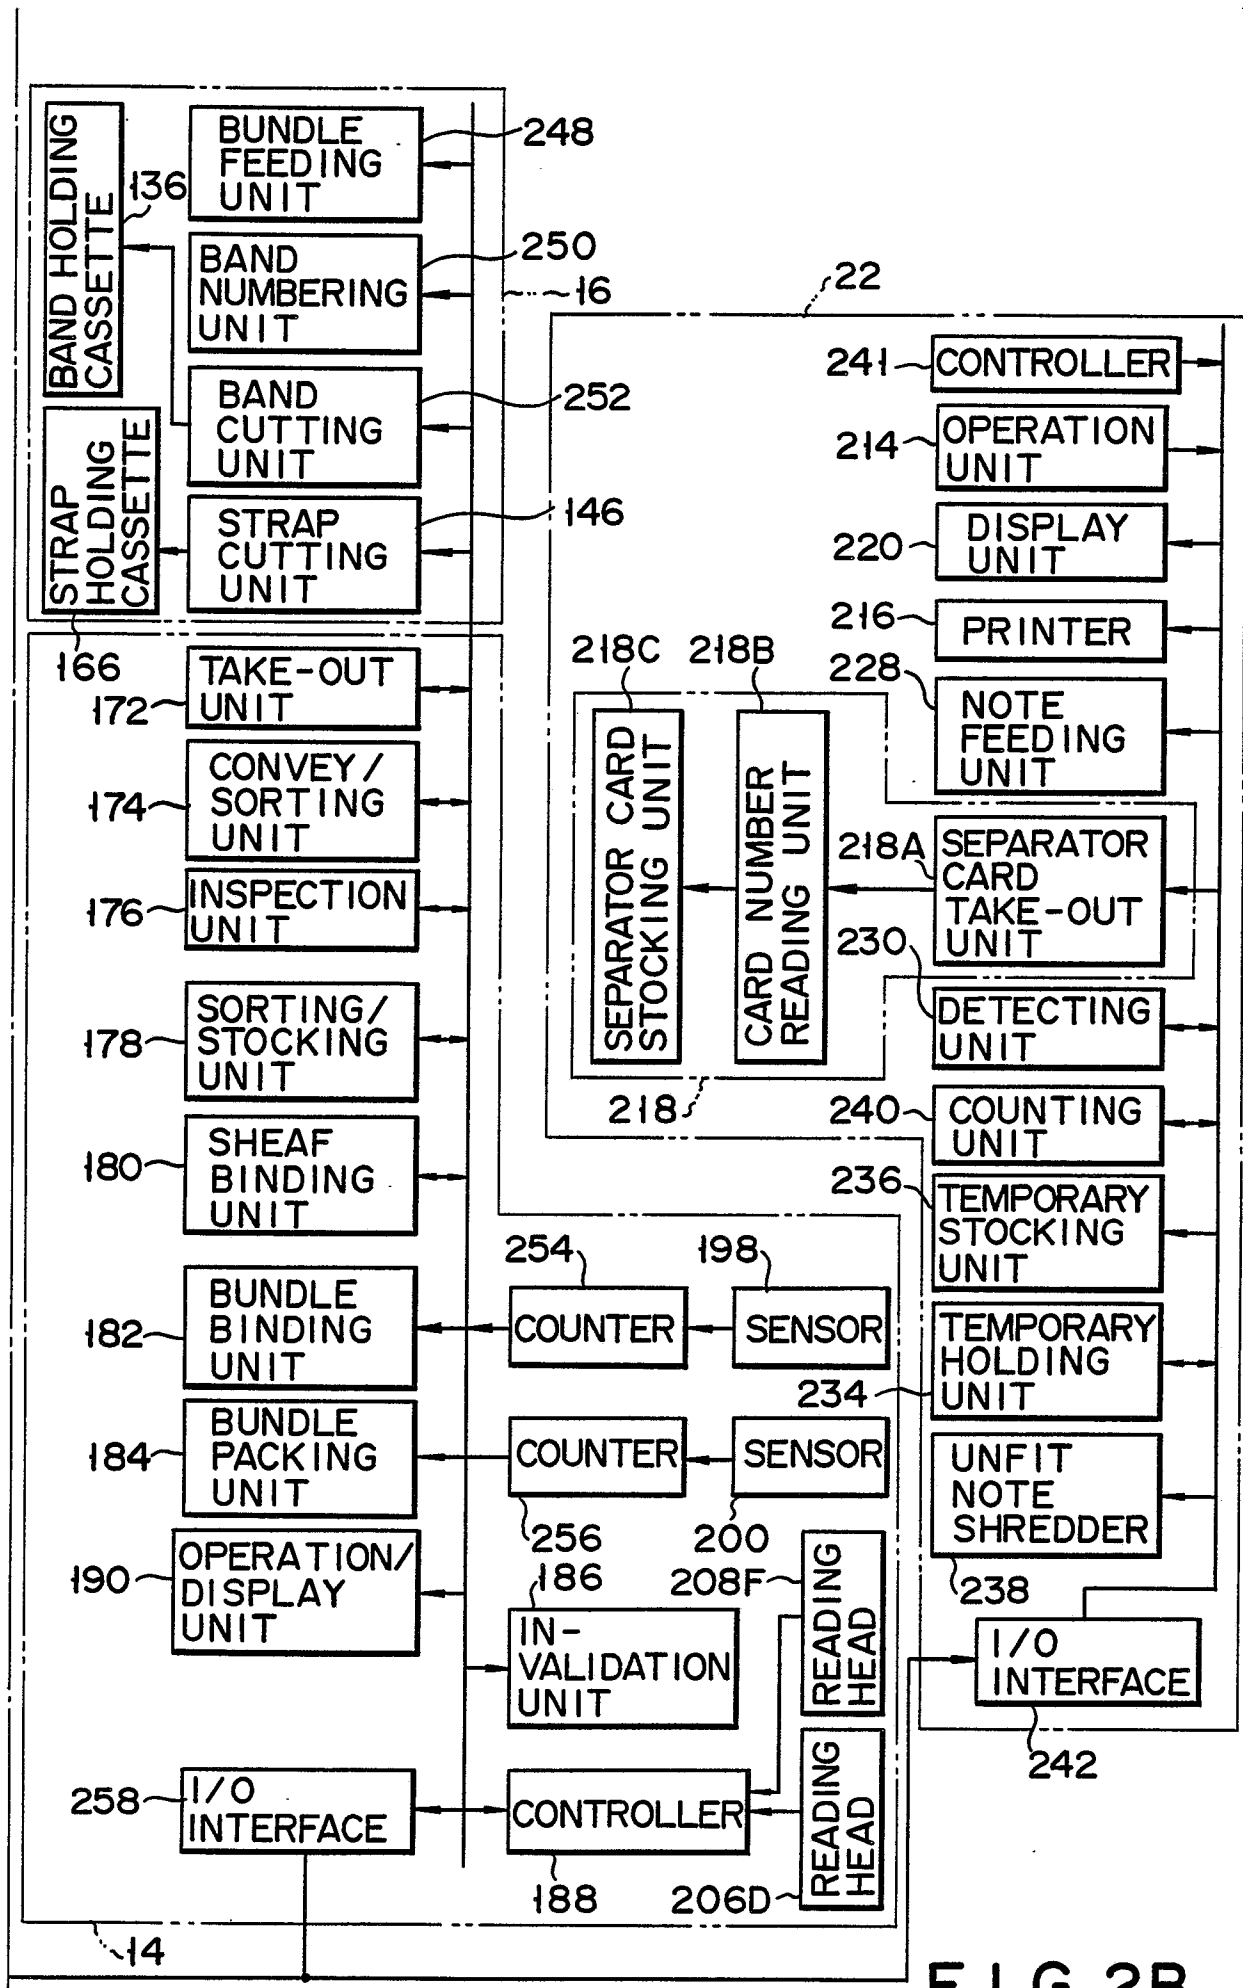 BAND HOLDING
CASSETTE
136
BUNDLE
FEEDING
UNIT
248
BAND
NUMBERING
UNIT
250
16
BAND
CUTTING
UNIT
252
STRAP
HOLDING
CASSETTE
166
STRAP
CUTTING
UNIT
146
TAKE-OUT
UNIT
172
CONVEY/
SORTING
UNIT
174
INSPECTION
UNIT
176
SORTING/
STOCKING
UNIT
178
SHEAF
BINDING
UNIT
180
BUNDLE
BINDING
UNIT
182
COUNTER
254
SENSOR
198
BUNDLE
PACKING
UNIT
184
COUNTER
256
SENSOR
200
OPERATION/
DISPLAY
UNIT
190
186
IN-
VALIDATION
UNIT
208F
READING
HEAD
I/O
INTERFACE
258
CONTROLLER
188
READING
HEAD
206D
14
22
241
CONTROLLER
214
OPERATION
UNIT
220
DISPLAY
UNIT
216
PRINTER
228
NOTE
FEEDING
UNIT
218C
SEPARATOR CARD
STOCKING UNIT
218B
CARD NUMBER
READING UNIT
218A
SEPARATOR
CARD
TAKE-OUT
UNIT
218
230
DETECTING
UNIT
240
COUNTING
UNIT
236
TEMPORARY
STOCKING
UNIT
TEMPORARY
HOLDING
UNIT
234
UNFIT
NOTE
SHREDDER
238
I/O
INTERFACE
242
FIG. 2B